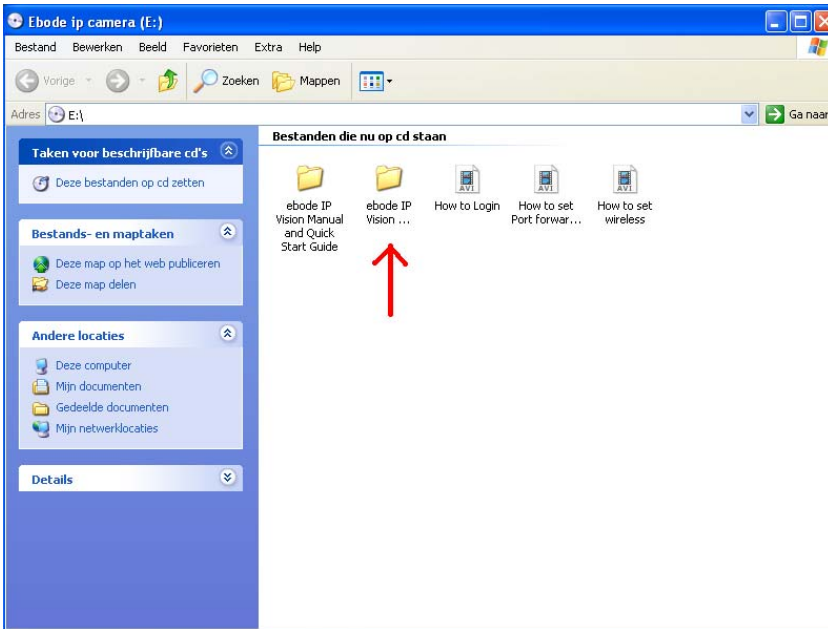 Ebode ip camera (E:)
Bestand Bewerken Beeld Favorieten Extra Help
Vorige Zoeken Mappen
Adres E:\ Ga naar
Taken voor beschrijfbare cd's
Deze bestanden op cd zetten
Bestands- en maptaken
Deze map op het web publiceren
Deze map delen
Andere locaties
Deze computer
Mijn documenten
Gedeelde documenten
Mijn netwerklocaties
Details
Bestanden die nu op cd staan
ebode IP
Vision Manual
and Quick
Start Guide
ebode IP
Vision ...
AVI
How to Login
AVI
How to set
Port forwar...
AVI
How to set
wireless